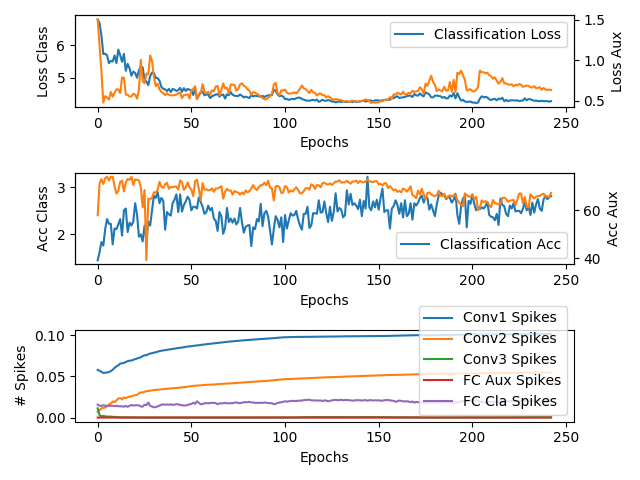 Classification Loss
Loss Class
Loss Aux
6
5
1.5
1.0
0.5
0 50 100 150 200 250
Epochs
Classification Acc
Acc Class
Acc Aux
3
2
60
40
0 50 100 150 200 250
Epochs
Conv1 Spikes
Conv2 Spikes
Conv3 Spikes
FC Aux Spikes
FC Cla Spikes
# Spikes
0.10
0.05
0.00
0 50 100 150 200 250
Epochs